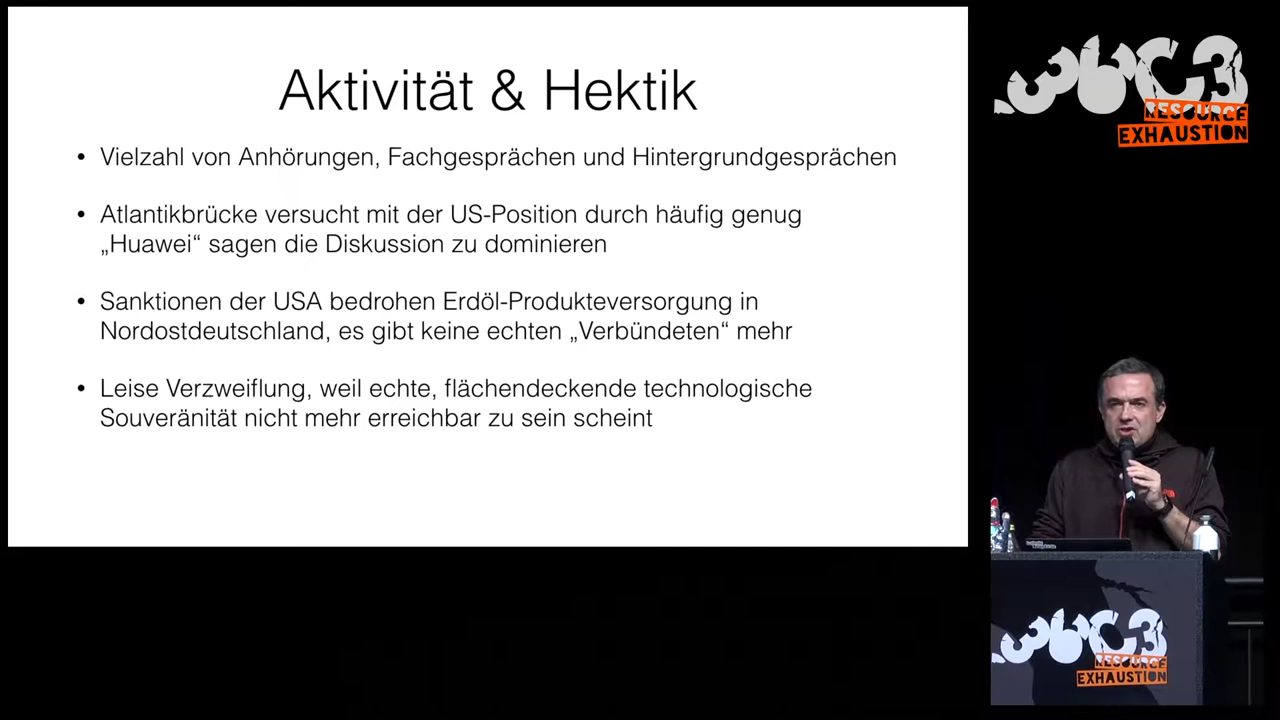 Aktivität & Hektik
• Vielzahl von Anhörungen, Fachgesprächen und Hintergrundgesprächen
• Atlantikbrücke versucht mit der US-Position durch häufig genug
„Huawei“ sagen die Diskussion zu dominieren
• Sanktionen der USA bedrohen Erdöl-Produkteversorgung in
Nordostdeutschland, es gibt keine echten „Verbündeten“ mehr
• Leise Verzweiflung, weil echte, flächendeckende technologische
Souveränität nicht mehr erreichbar zu sein scheint
36C3
RESOURCE
EXHAUSTION
36C3
RESOURCE
EXHAUSTION